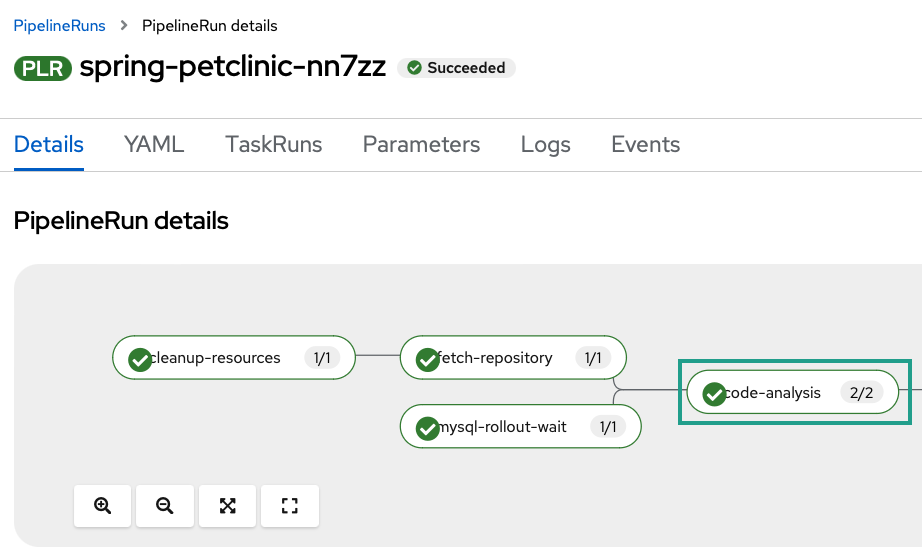 PipelineRuns > PipelineRun details
PLR spring-petclinic-nn7zz Succeeded
Details YAML TaskRuns Parameters Logs Events
PipelineRun details
cleanup-resources 1/1
fetch-repository 1/1
code-analysis 2/2
mysql-rollout-wait 1/1